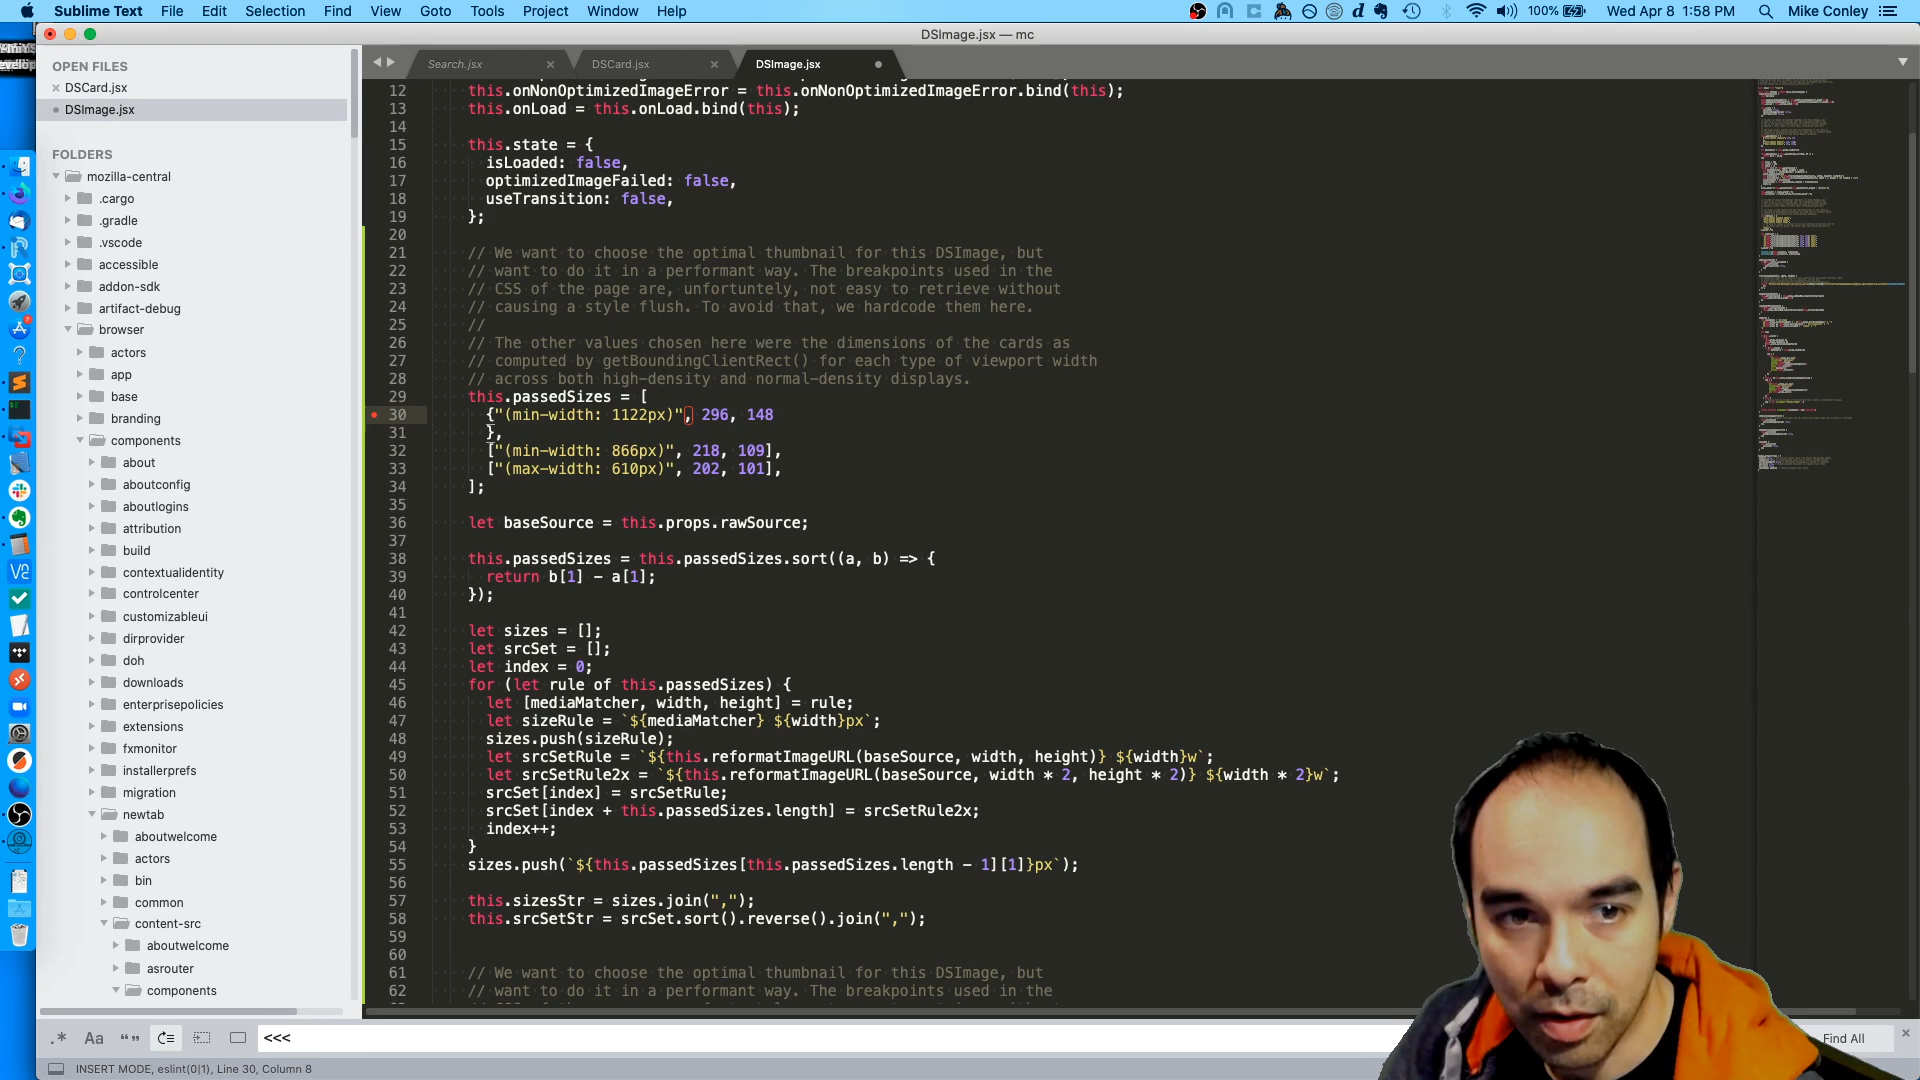 Sublime Text File Edit Selection Find View Goto Tools Project Window Help 100% Wed Apr 8 1:58 PM Mike Conley
DSImage.jsx — mc
OPEN FILES
DSCard.jsx
DSImage.jsx
FOLDERS
mozilla-central
.cargo
.gradle
.vscode
accessible
addon-sdk
artifact-debug
browser
actors
app
base
branding
components
about
aboutconfig
aboutlogins
attribution
build
contextualidentity
controlcenter
customizableui
dirprovider
doh
downloads
enterprisepolicies
extensions
fxmonitor
installerprefs
migration
newtab
aboutwelcome
actors
bin
common
content-src
aboutwelcome
asrouter
components
Search.jsx DSCard.jsx DSImage.jsx
12 this.onNonOptimizedImageError = this.onNonOptimizedImageError.bind(this);
13 this.onLoad = this.onLoad.bind(this);
14
15 this.state = {
16 isLoaded: false,
17 optimizedImageFailed: false,
18 useTransition: false,
19 };
20
21 // We want to choose the optimal thumbnail for this DSImage, but
22 // want to do it in a performant way. The breakpoints used in the
23 // CSS of the page are, unfortuntely, not easy to retrieve without
24 // causing a style flush. To avoid that, we hardcode them here.
25 //
26 // The other values chosen here were the dimensions of the cards as
27 // computed by getBoundingClientRect() for each type of viewport width
28 // across both high-density and normal-density displays.
29 this.passedSizes = [
30 {"(min-width: 1122px)", 296, 148
31 },
32 ["(min-width: 866px)", 218, 109],
33 ["(max-width: 610px)", 202, 101],
34 ];
35
36 let baseSource = this.props.rawSource;
37
38 this.passedSizes = this.passedSizes.sort((a, b) => {
39 return b[1] - a[1];
40 });
41
42 let sizes = [];
43 let srcSet = [];
44 let index = 0;
45 for (let rule of this.passedSizes) {
46 let [mediaMatcher, width, height] = rule;
47 let sizeRule = `${mediaMatcher} ${width}px`;
48 sizes.push(sizeRule);
49 let srcSetRule = `${this.reformatImageURL(baseSource, width, height)} ${width}w`;
50 let srcSetRule2x = `${this.reformatImageURL(baseSource, width * 2, height * 2)} ${width * 2}w`;
51 srcSet[index] = srcSetRule;
52 srcSet[index + this.passedSizes.length] = srcSetRule2x;
53 index++;
54 }
55 sizes.push(`${this.passedSizes[this.passedSizes.length - 1][1]}px`);
56
57 this.sizesStr = sizes.join(",");
58 this.srcSetStr = srcSet.sort().reverse().join(",");
59
60
61 // We want to choose the optimal thumbnail for this DSImage, but
62 // want to do it in a performant way. The breakpoints used in the
.* Aa “” <<< Find All
INSERT MODE, eslint(0|1), Line 30, Column 8